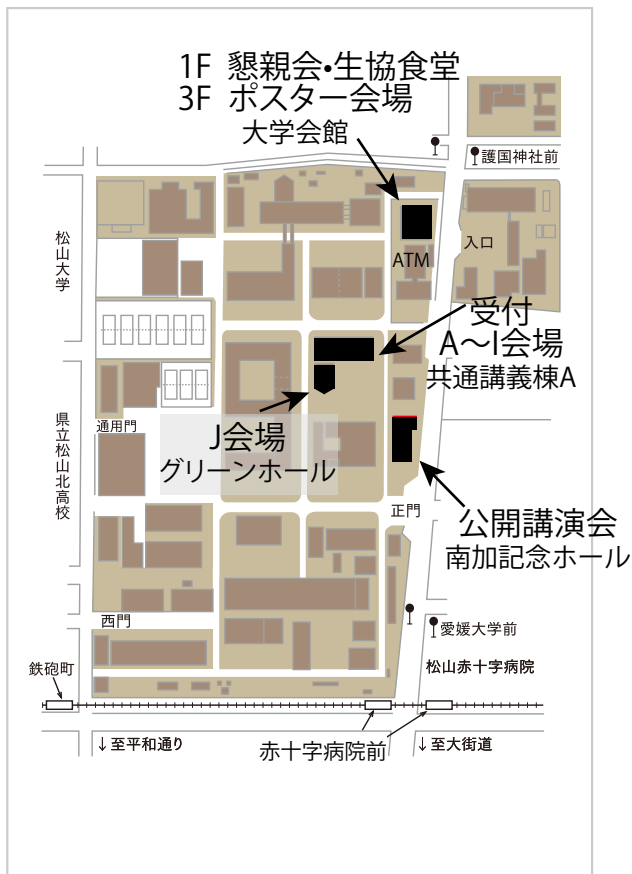 1F 懇親会・生協食堂
3F ポスター会場
大学会館
護国神社前
松山大学
入口
ATM
受付
A〜I会場
共通講義棟A
県立松山北高校
通用門
J会場
グリーンホール
正門
公開講演会
南加記念ホール
西門
愛媛大学前
鉄砲町
松山赤十字病院
↓至平和通り
赤十字病院前
↓至大街道